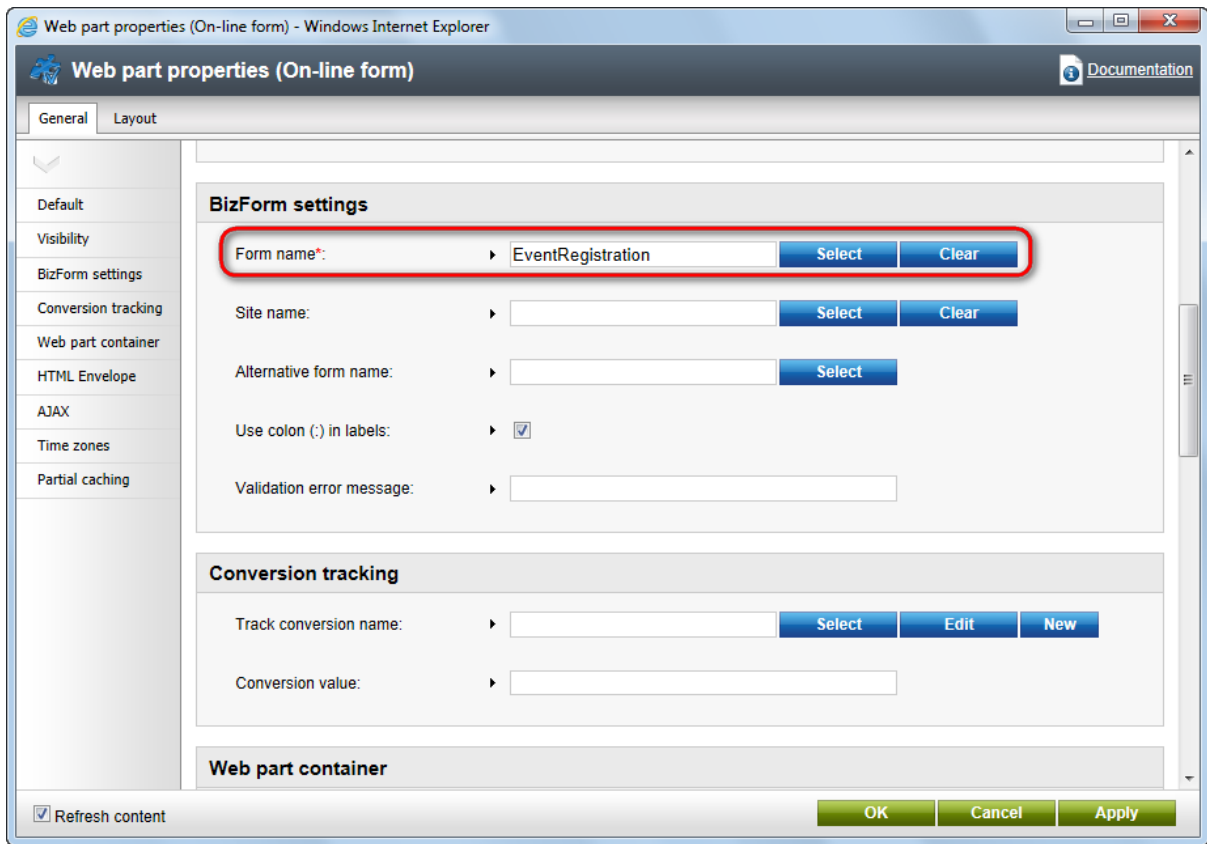 Web part properties (On-line form) - Windows Internet Explorer
Web part properties (On-line form)
Documentation
General Layout
Default
Visibility
BizForm settings
Conversion tracking
Web part container
HTML Envelope
AJAX
Time zones
Partial caching
BizForm settings
Form name*: EventRegistration Select Clear
Site name: Select Clear
Alternative form name: Select
Use colon (:) in labels:
Validation error message:
Conversion tracking
Track conversion name: Select Edit New
Conversion value:
Web part container
Refresh content
OK Cancel Apply